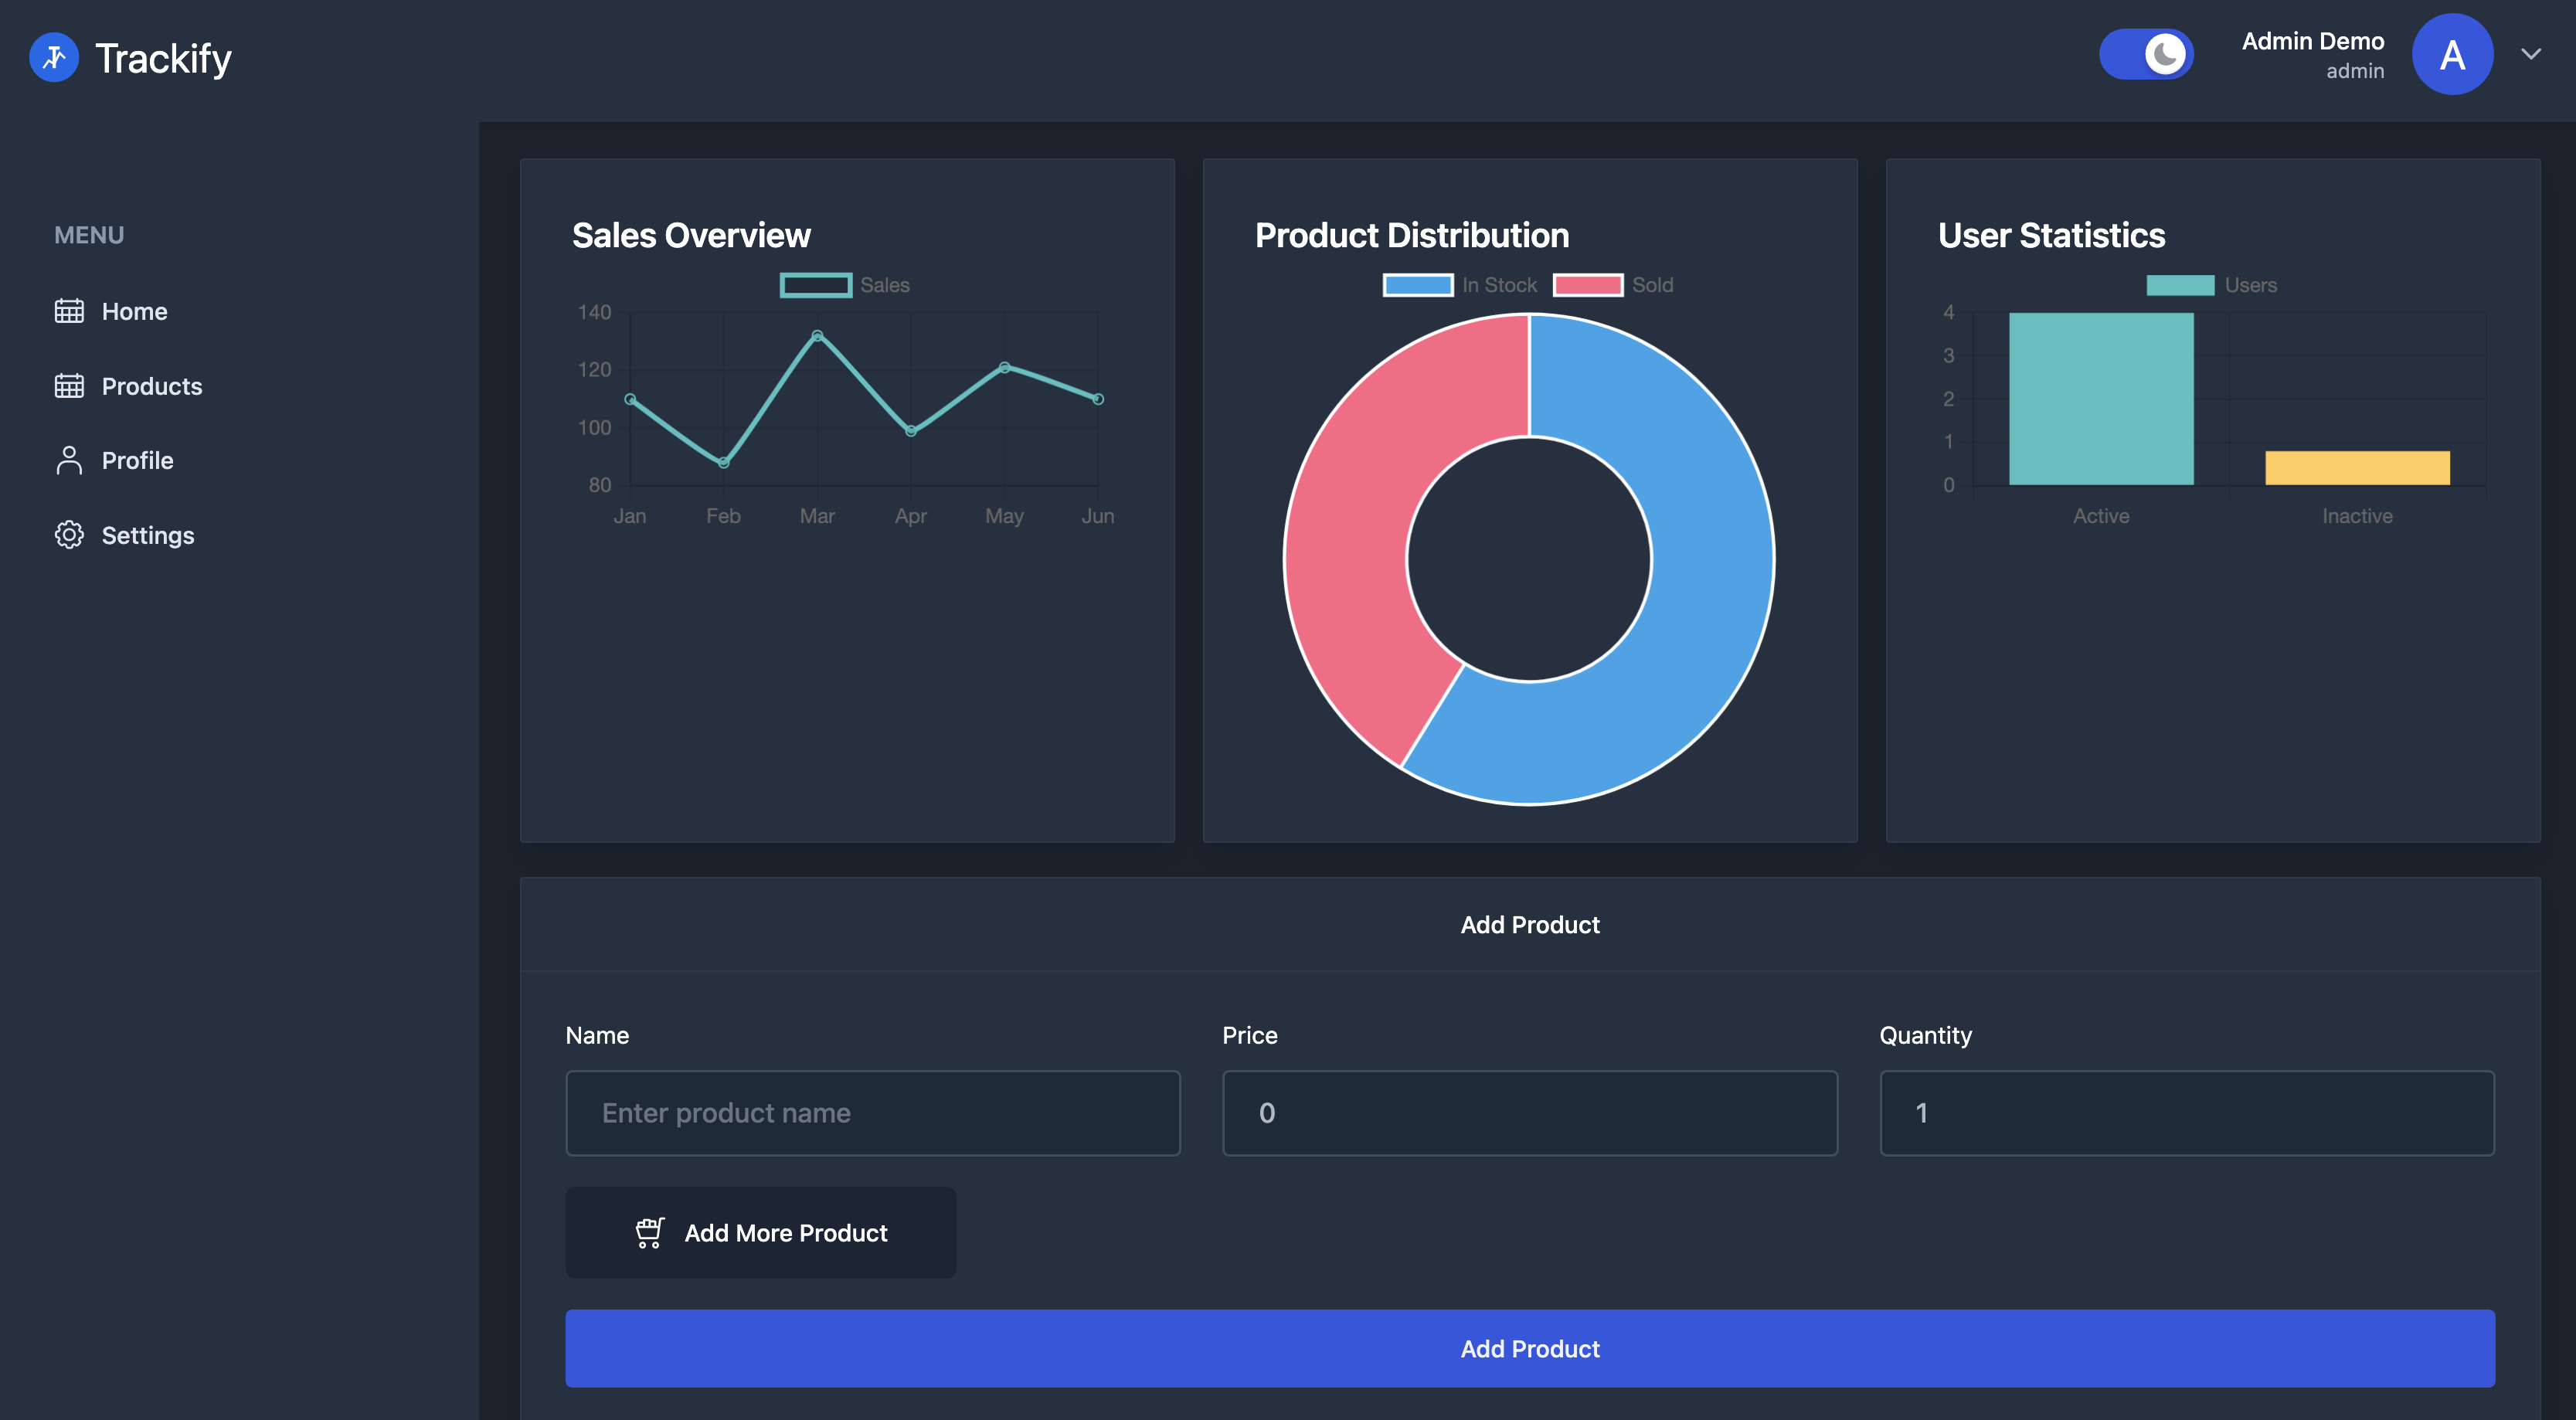 Trackify
Admin Demo
admin
A
MENU
Home
Products
Profile
Settings
Sales Overview
Sales
140
120
100
80
Jan Feb Mar Apr May Jun
Product Distribution
In Stock Sold
User Statistics
Users
4
3
2
1
0
Active Inactive
Add Product
Name Price Quantity
Enter product name 0 1
Add More Product
Add Product